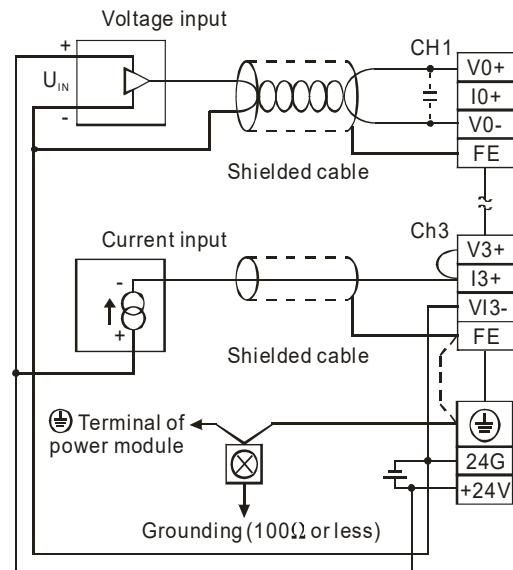 Voltage input
+
U_IN
-
CH1
V0+
I0+
V0-
FE
Shielded cable
Current input
-
+
Ch3
V3+
I3+
VI3-
FE
Shielded cable
Terminal of
power module
24G
+24V
Grounding (100Ω or less)